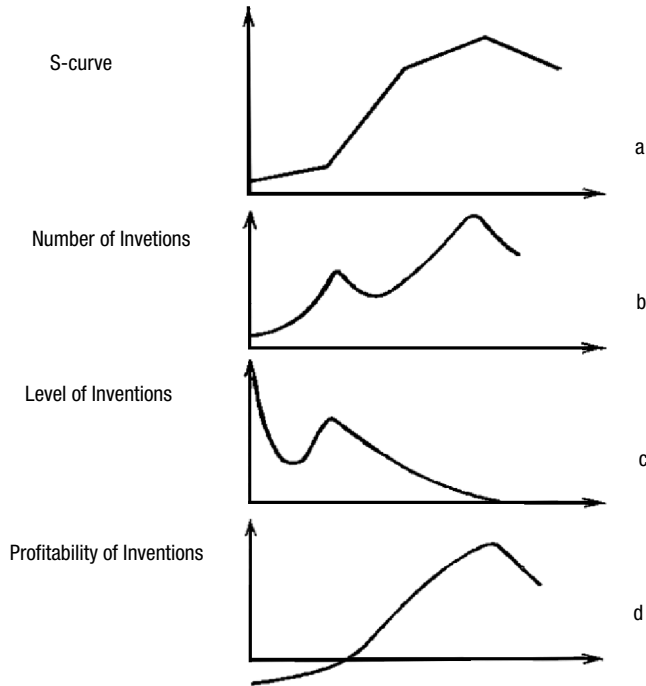 S-curve
a
Number of Invetions
b
Level of Inventions
c
Profitability of Inventions
d